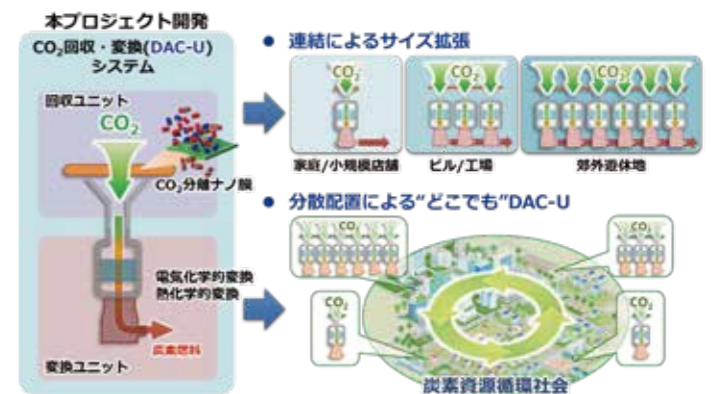 本プロジェクト開発
CO₂回収・変換(DAC-U)
システム
回収ユニット
CO₂
CO₂分離ナノ膜
電気化学的変換
熱化学的変換
炭素燃料
変換ユニット
● 連結によるサイズ拡張
CO₂
CO₂
CO₂
家庭/小規模店舗
ビル/工場
郊外遊休地
● 分散配置による“どこでも”DAC-U
CO₂
CO₂
CO₂
CO₂
炭素資源循環社会